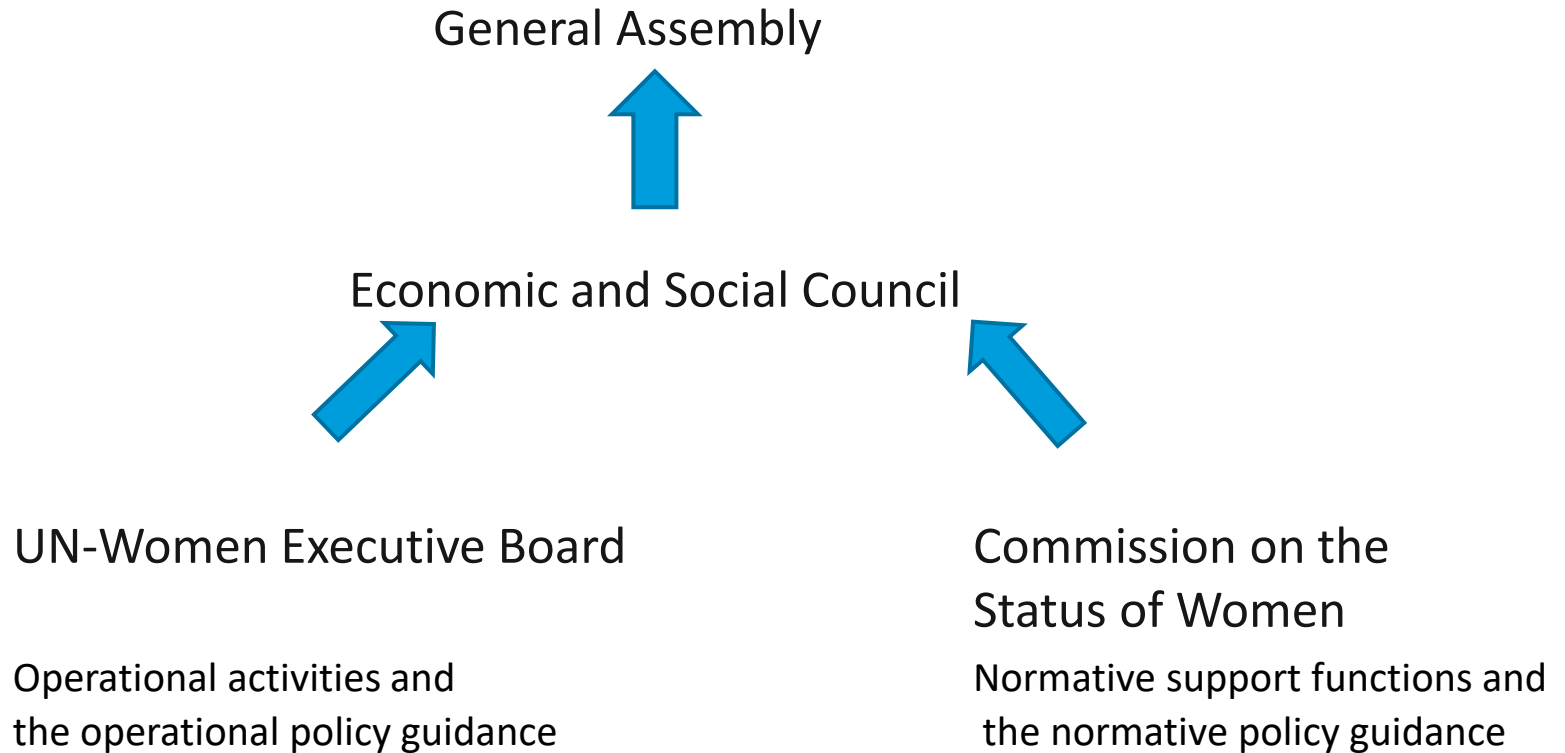 General Assembly
Economic and Social Council
UN-Women Executive Board
Operational activities and
the operational policy guidance
Commission on the
Status of Women
Normative support functions and
the normative policy guidance